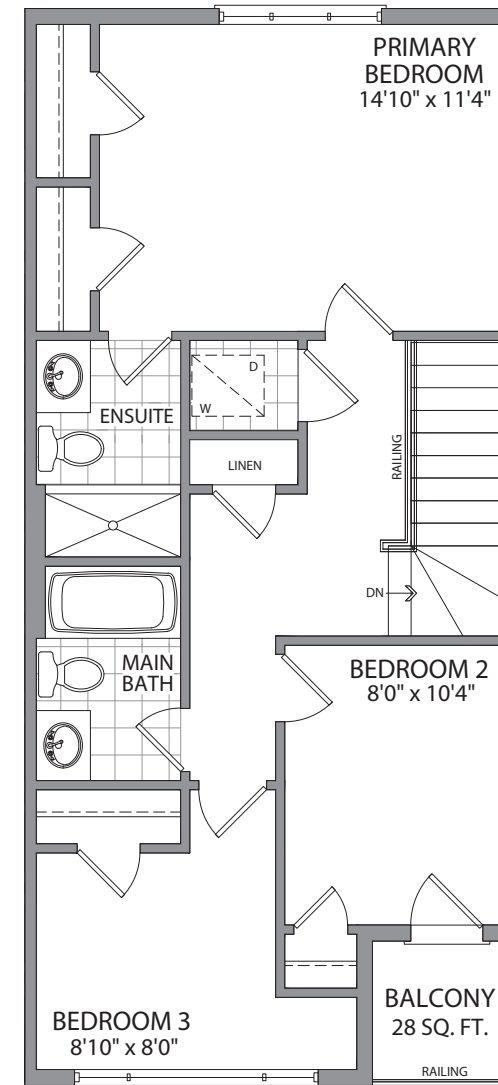 PRIMARY
BEDROOM
14'10" x 11'4"
D
W
ENSUITE
LINEN
RAILING
DN
MAIN
BATH
BEDROOM 2
8'0" x 10'4"
BEDROOM 3
8'10" x 8'0"
BALCONY
28 SQ. FT.
RAILING